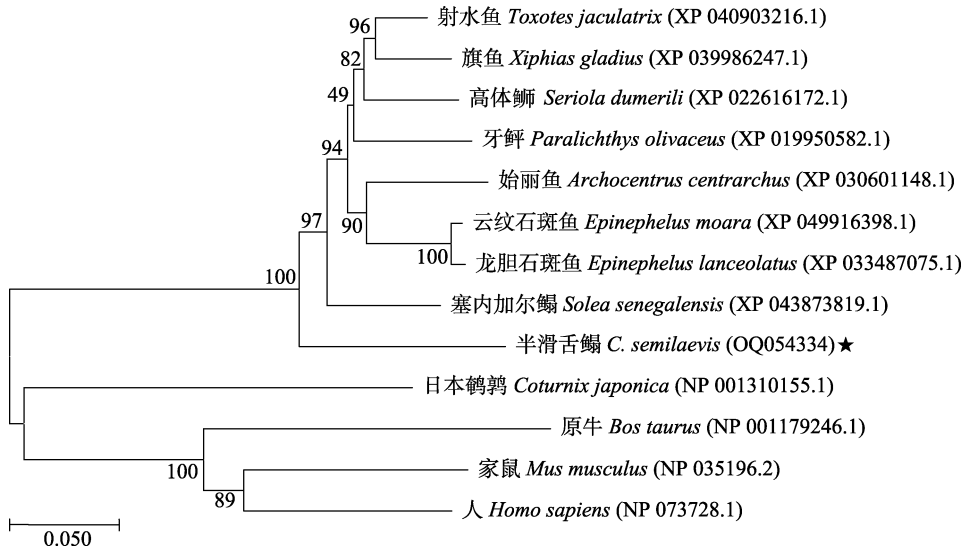 96
射水鱼 Toxotes jaculatrix (XP 040903216.1)
旗鱼 Xiphias gladius (XP 039986247.1)
82
高体鰤 Seriola dumerili (XP 022616172.1)
49
牙鲆 Paralichthys olivaceus (XP 019950582.1)
94
始丽鱼 Archocentrus centrarchus (XP 030601148.1)
90
云纹石斑鱼 Epinephelus moara (XP 049916398.1)
97
100
龙胆石斑鱼 Epinephelus lanceolatus (XP 033487075.1)
100
塞内加尔鳎 Solea senegalensis (XP 043873819.1)
半滑舌鳎 C. semilaevis (OQ054334)★
日本鹌鹑 Coturnix japonica (NP 001310155.1)
原牛 Bos taurus (NP 001179246.1)
100
家鼠 Mus musculus (NP 035196.2)
89
人 Homo sapiens (NP 073728.1)
0.050